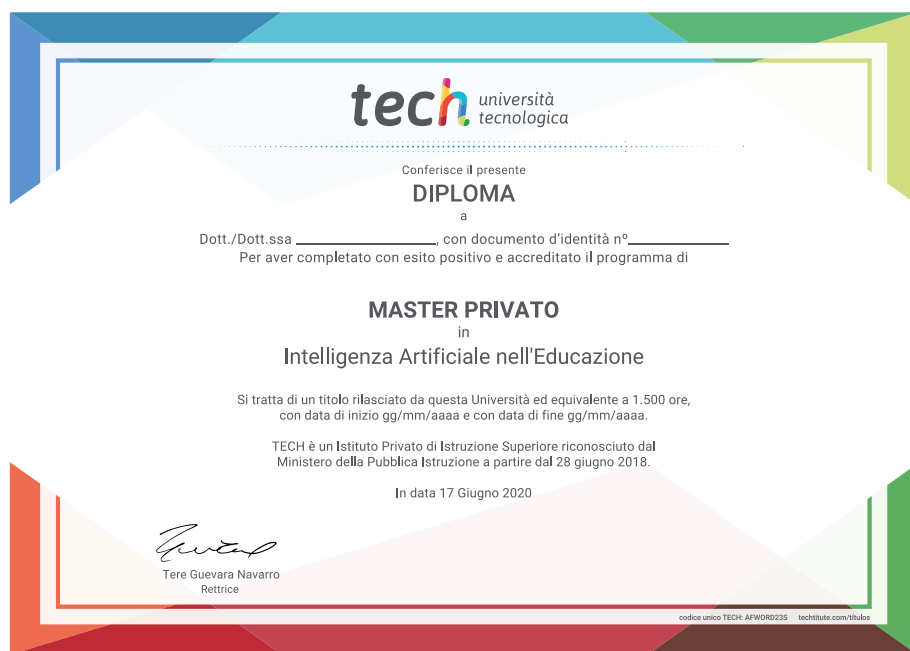 tech università
tecnologica
Conferisce il presente
DIPLOMA
a
Dott./Dott.ssa ________________, con documento d'identità nº____________
Per aver completato con esito positivo e accreditato il programma di
MASTER PRIVATO
in
Intelligenza Artificiale nell'Educazione
Si tratta di un titolo rilasciato da questa Università ed equivalente a 1.500 ore,
con data di inizio gg/mm/aaaa e con data di fine gg/mm/aaaa.
TECH è un Istituto Privato di Istruzione Superiore riconosciuto dal
Ministero della Pubblica Istruzione a partire dal 28 giugno 2018.
In data 17 Giugno 2020
Tere Guevara Navarro
Rettrice
codice unico TECH: AFWORD23S techtitute.com/títulos